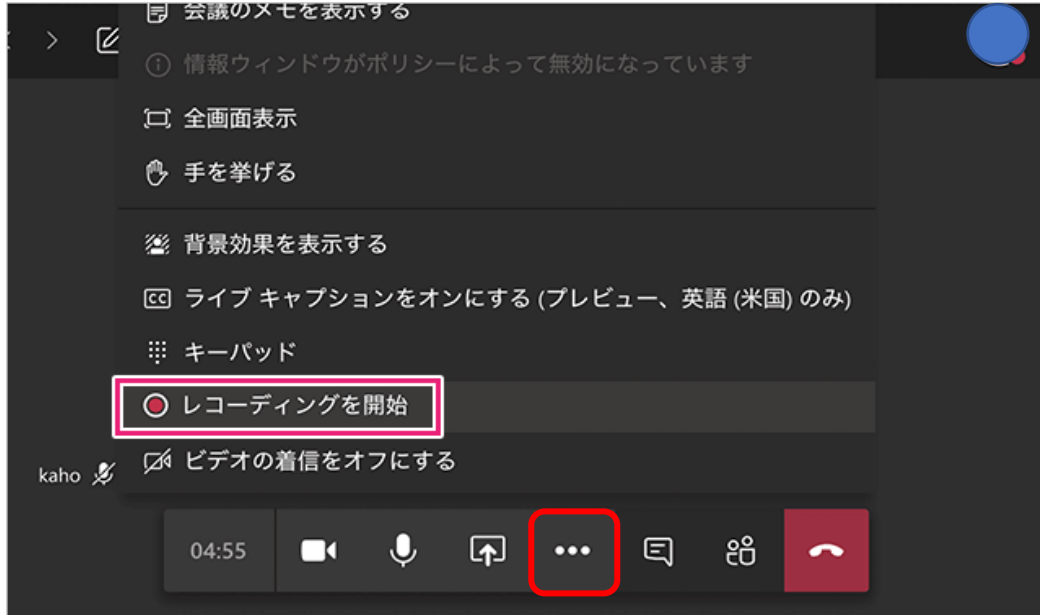 会議のメモを表示する
情報ウィンドウがポリシーによって無効になっています
全画面表示
手を挙げる
背景効果を表示する
CC ライブ キャプションをオンにする (プレビュー、英語 (米国) のみ)
キーパッド
レコーディングを開始
ビデオの着信をオフにする
kaho
04:55